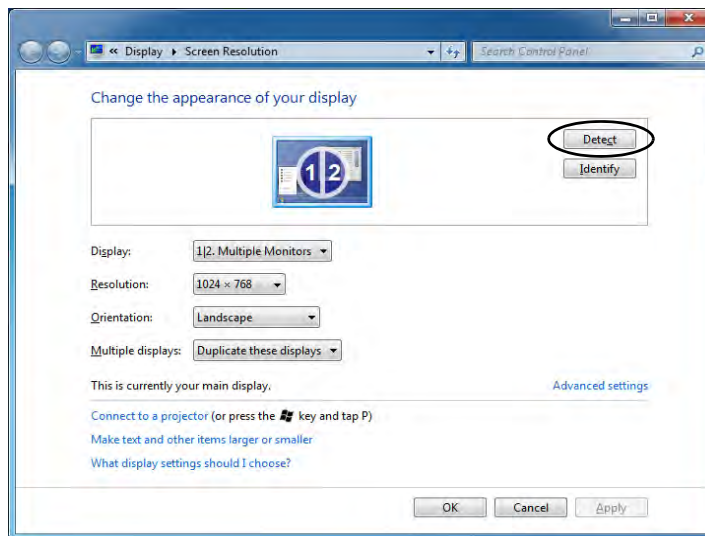 « Display ▸ Screen Resolution Search Control Panel
Change the appearance of your display
1|2
Detect
Identify
Display: 1|2. Multiple Monitors
Resolution: 1024 × 768
Orientation: Landscape
Multiple displays: Duplicate these displays
This is currently your main display. Advanced settings
Connect to a projector (or press the key and tap P)
Make text and other items larger or smaller
What display settings should I choose?
OK Cancel Apply